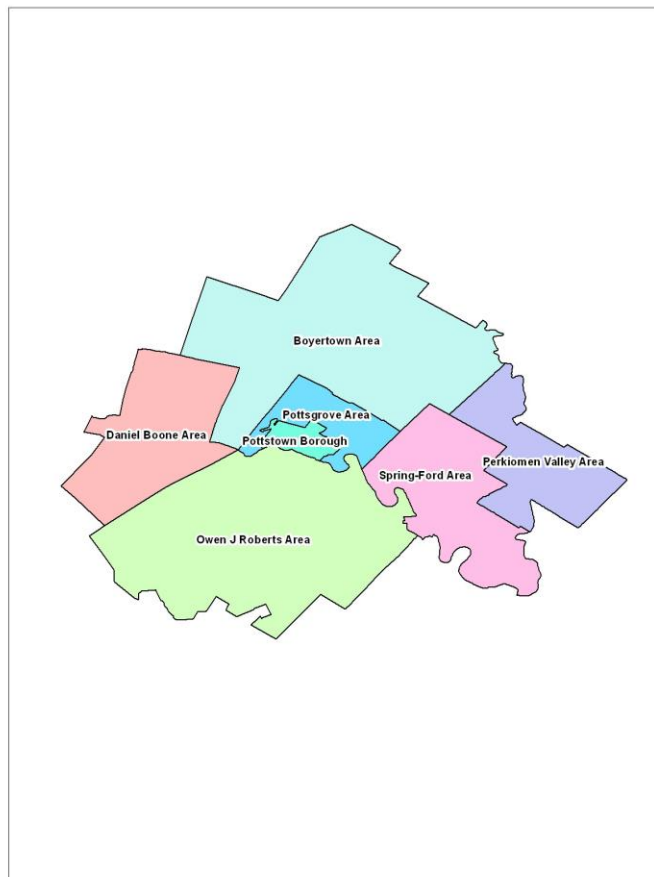 Boyertown Area
Pottsgrove Area
Daniel Boone Area
Pottstown Borough
Perkiomen Valley Area
Spring-Ford Area
Owen J Roberts Area